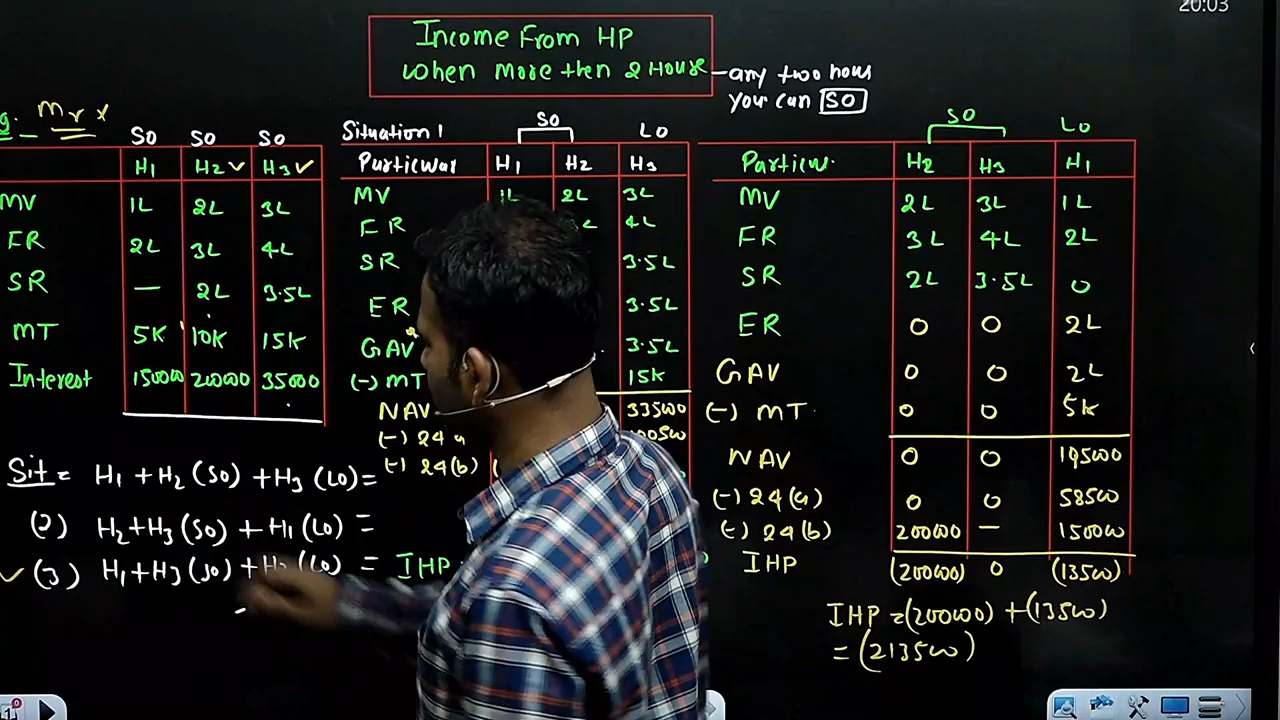 20:03
Income From HP
When More then 2 House - any two hous
you can SO
g. Mr x
SO SO SO
H1 H2 ✓ H3 ✓
MV 1L 2L 3L
FR 2L 3L 4L
SR — 2L 3.5L
MT 5K 10K 15K
Interest 150000 200000 35000
Sit = H1 + H2 (SO) + H3 (LO) =
(2) H2 + H3 (SO) + H1 (LO) =
✓ (3) H1 + H3 (SO) + H2 (LO) = IHP
Situation 1 SO LO
Particular H1 H2 H3
MV 1L 2L 3L
FR 4L
SR 3.5L
ER 3.5L
GAV 3.5L
(-) MT 15K
NAV 335000
(-) 24 a 100500
(-) 24(b)
SO LO
Particu. H2 H3 H1
MV 2L 3L 1L
FR 3L 4L 2L
SR 2L 3.5L 0
ER 0 0 2L
GAV 0 0 2L
(-) MT. 0 0 5K
NAV 0 0 195000
(-) 24(a) 0 0 58500
(-) 24(b) 200000 — 150000
IHP (200000) 0 (13500)
IHP = (200000) + (13500)
= (213500)